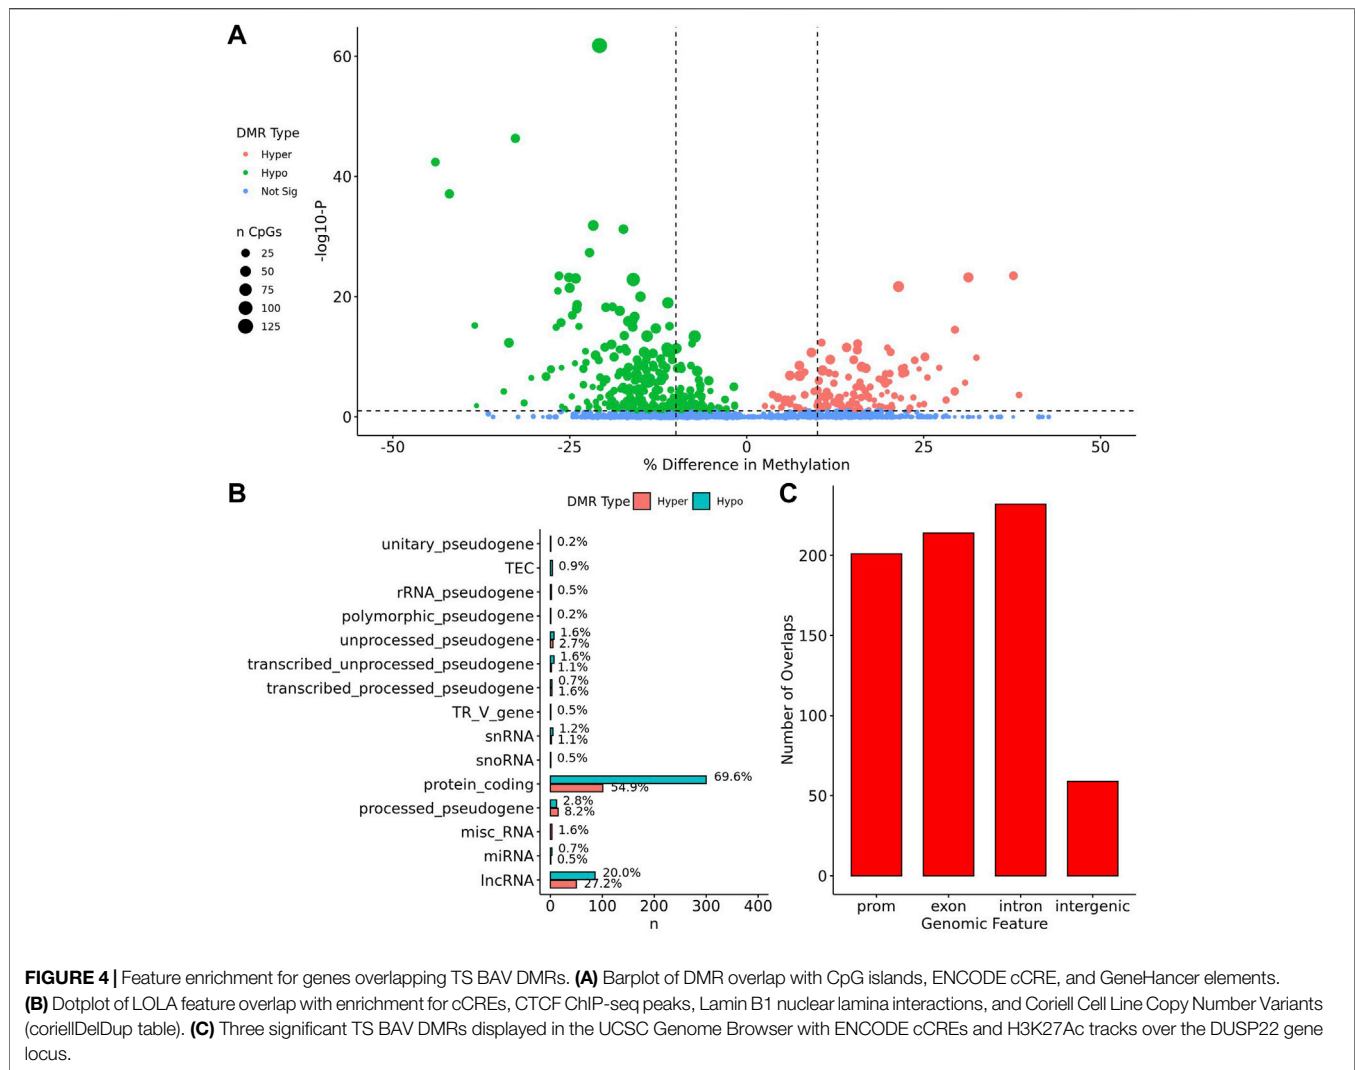 A
DMR Type
Hyper
Hypo
Not Sig
n CpGs
25
50
75
100
125
-log10-P
60
40
20
0
-50
-25
0
25
50
% Difference in Methylation
B
DMR Type
Hyper
Hypo
unitary_pseudogene
0.2%
TEC
0.9%
rRNA_pseudogene
0.5%
polymorphic_pseudogene
0.2%
unprocessed_pseudogene
1.6%
2.7%
transcribed_unprocessed_pseudogene
1.6%
1.1%
transcribed_processed_pseudogene
0.7%
1.6%
TR_V_gene
0.5%
snRNA
1.2%
1.1%
snoRNA
0.5%
protein_coding
69.6%
54.9%
processed_pseudogene
2.8%
8.2%
misc_RNA
1.6%
miRNA
0.7%
0.5%
lncRNA
20.0%
27.2%
0
100
200
300
400
n
C
Number of Overlaps
200
150
100
50
0
prom
exon
intron
intergenic
Genomic Feature
FIGURE 4 | Feature enrichment for genes overlapping TS BAV DMRs. (A) Barplot of DMR overlap with CpG islands, ENCODE cCRE, and GeneHancer elements.
(B) Dotplot of LOLA feature overlap with enrichment for cCREs, CTCF ChIP-seq peaks, Lamin B1 nuclear lamina interactions, and Coriell Cell Line Copy Number Variants
(coriellDelDup table). (C) Three significant TS BAV DMRs displayed in the UCSC Genome Browser with ENCODE cCREs and H3K27Ac tracks over the DUSP22 gene
locus.